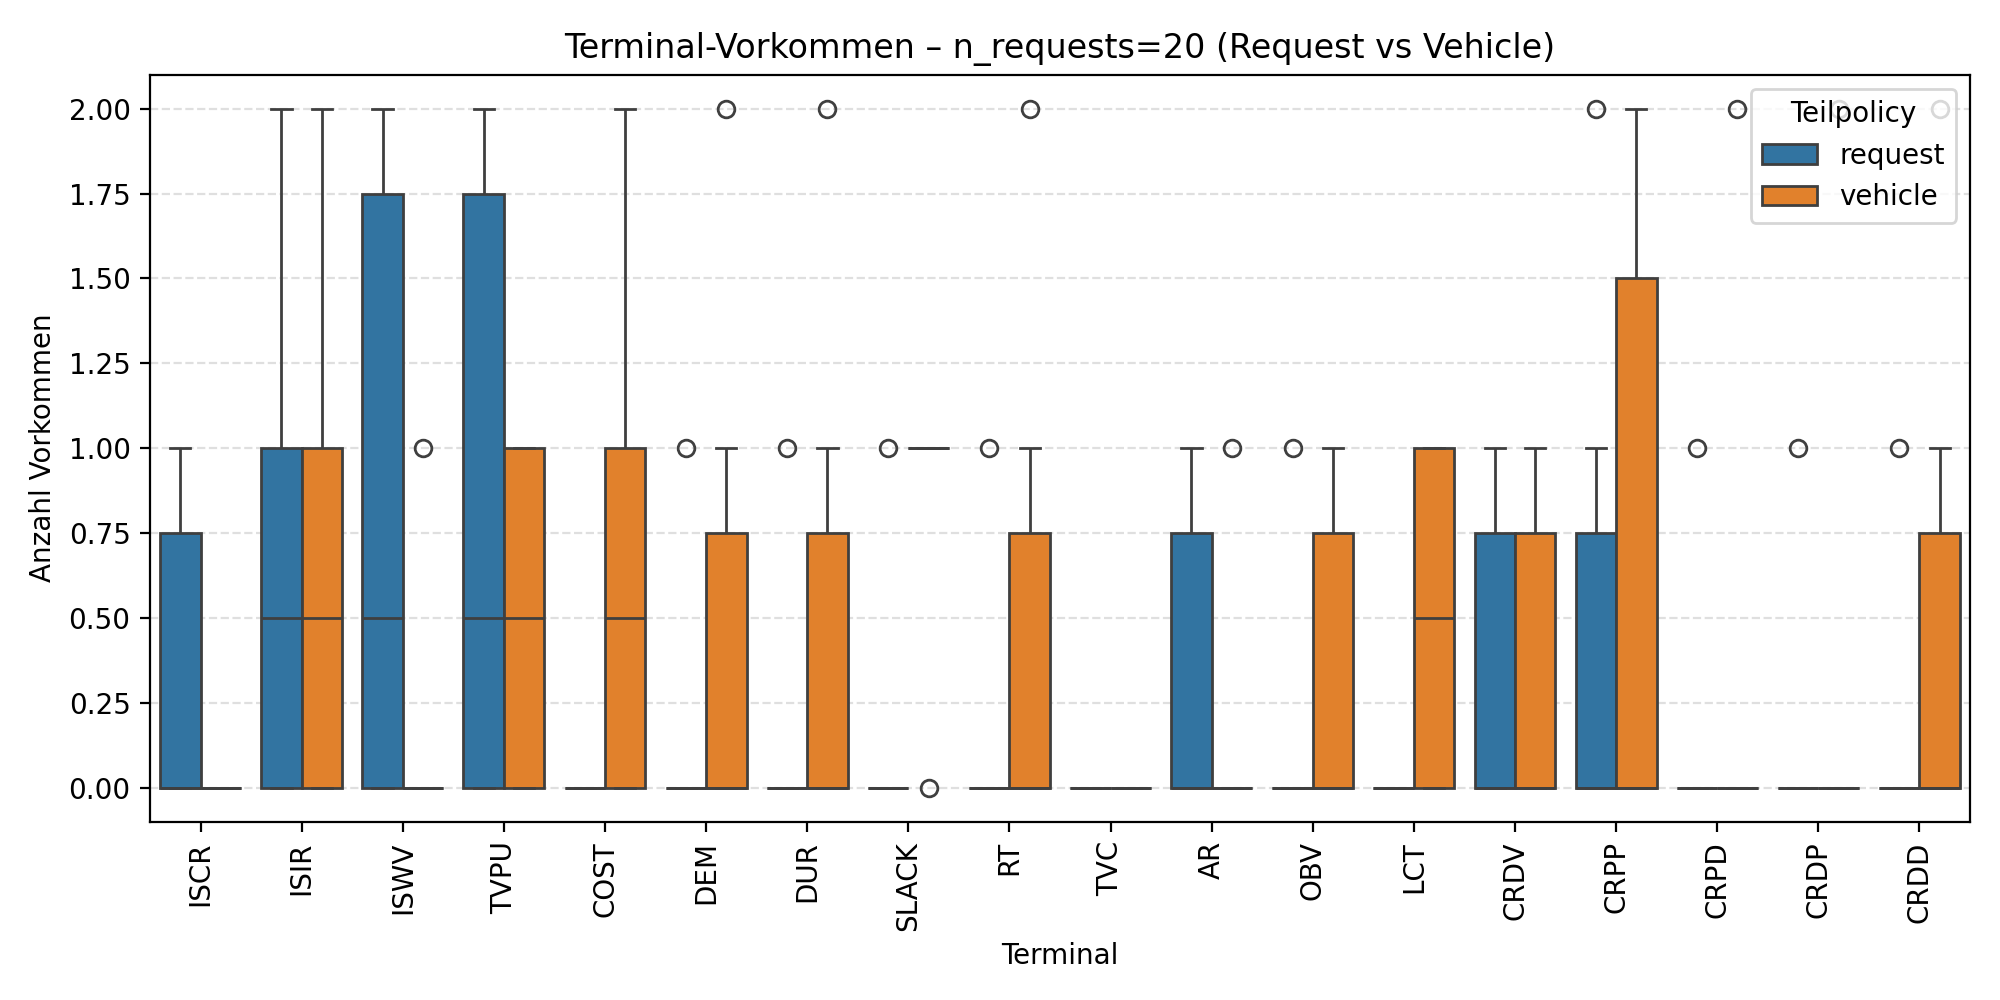 Terminal-Vorkommen – n_requests=20 (Request vs Vehicle)
Anzahl Vorkommen
2.00
1.75
1.50
1.25
1.00
0.75
0.50
0.25
0.00
Teilpolicy
request
vehicle
ISCR
ISIR
ISWV
TVPU
COST
DEM
DUR
SLACK
RT
TVC
AR
OBV
LCT
CRDV
CRPP
CRPD
CRDP
CRDD
Terminal